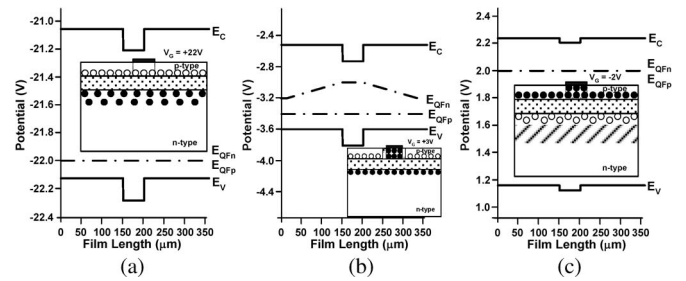 -21.0
-21.2
-21.4
-21.6
-21.8
-22.0
-22.2
-22.4
Potential (V)
E_C
V_G = +22V
p-type
n-type
E_QFn
E_QFp
E_V
0 50 100 150 200 250 300 350
Film Length (μm)
(a)
-2.4
-2.8
-3.2
-3.6
-4.0
-4.4
Potential (V)
E_C
E_QFn
E_QFp
E_V
V_G = +3V
p-type
n-type
0 50 100 150 200 250 300 350
Film Length (μm)
(b)
2.4
2.2
2.0
1.8
1.6
1.4
1.2
1.0
Potential (V)
E_C
E_QFn
E_QFp
V_G = -2V
p-type
n-type
E_V
0 50 100 150 200 250 300 350
Film Length (μm)
(c)